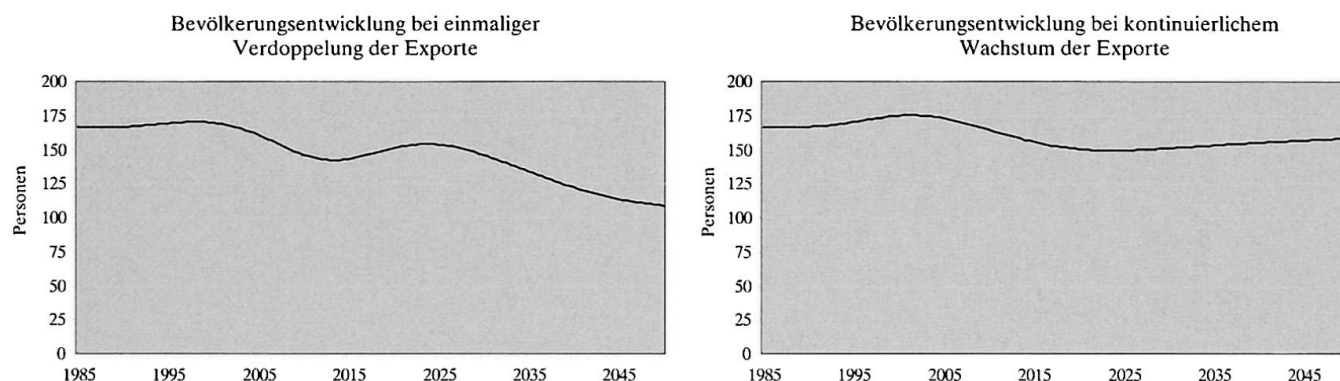 Bevölkerungsentwicklung bei einmaliger
Verdoppelung der Exporte
200
175
150
125
100
75
50
25
0
Personen
1985 1995 2005 2015 2025 2035 2045
Bevölkerungsentwicklung bei kontinuierlichem
Wachstum der Exporte
200
175
150
125
100
75
50
25
0
Personen
1985 1995 2005 2015 2025 2035 2045